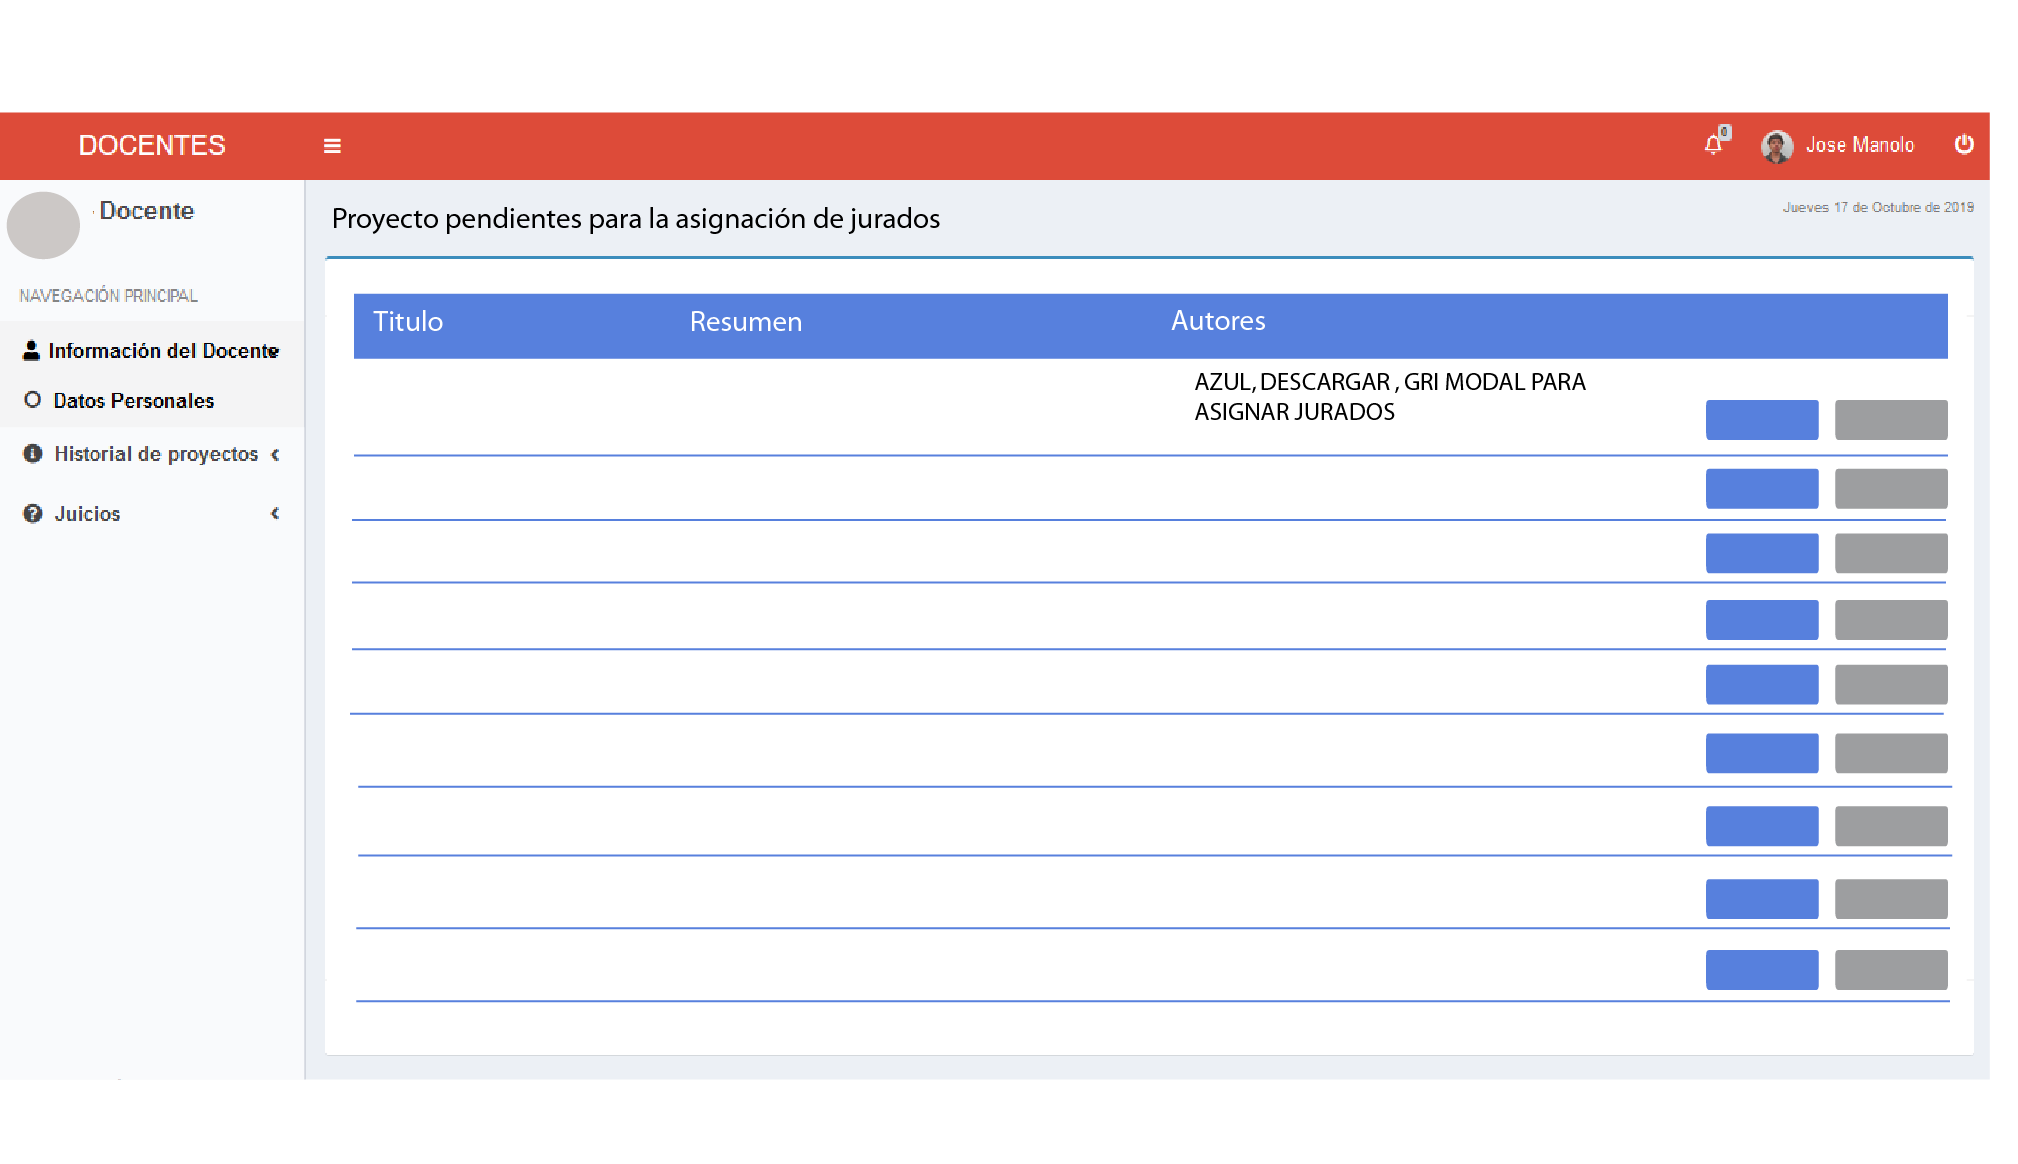 DOCENTES
0
Jose Manolo
Docente
Proyecto pendientes para la asignación de jurados
Jueves 17 de Octubre de 2019
NAVEGACIÓN PRINCIPAL
Información del Docente
Datos Personales
Historial de proyectos
Juicios
Titulo Resumen Autores
AZUL, DESCARGAR , GRI MODAL PARA
ASIGNAR JURADOS